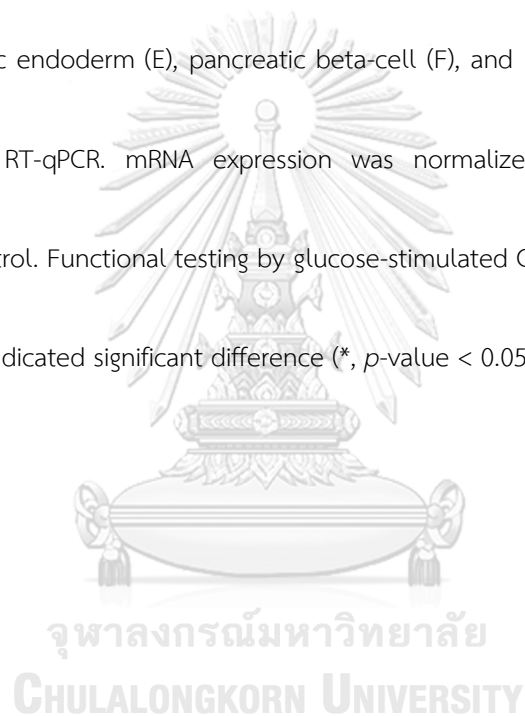 c endoderm (E), pancreatic beta-cell (F), and
RT-qPCR. mRNA expression was normalize
trol. Functional testing by glucose-stimulated C
dicated significant difference (*, p-value < 0.05
จุฬาลงกรณ์มหาวิทยาลัย
CHULALONGKORN UNIVERSITY